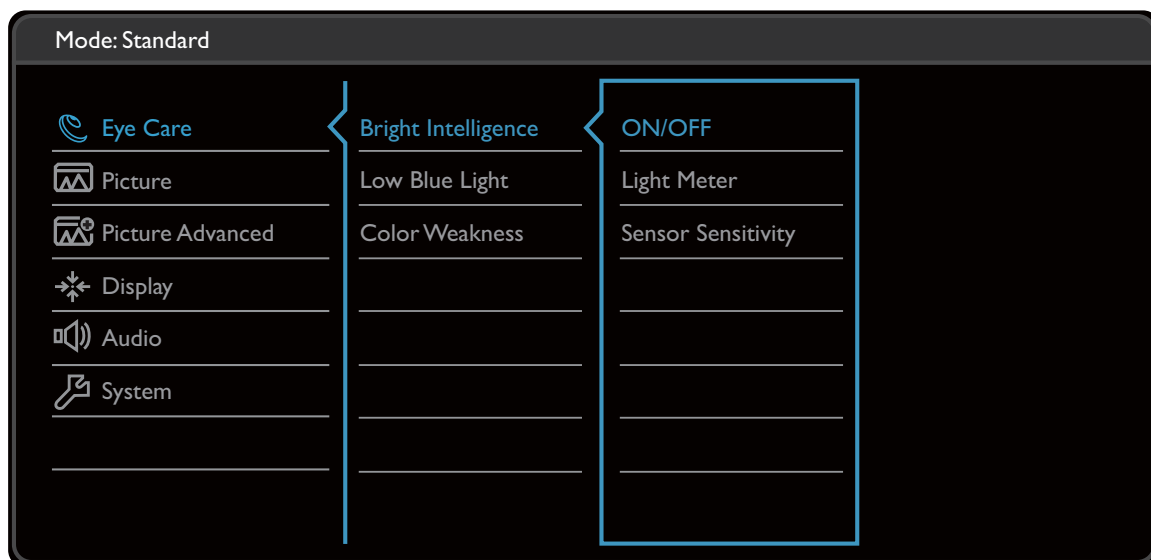 Mode: Standard
Eye Care
Bright Intelligence
ON/OFF
Picture
Low Blue Light
Light Meter
Picture Advanced
Color Weakness
Sensor Sensitivity
Display
Audio
System